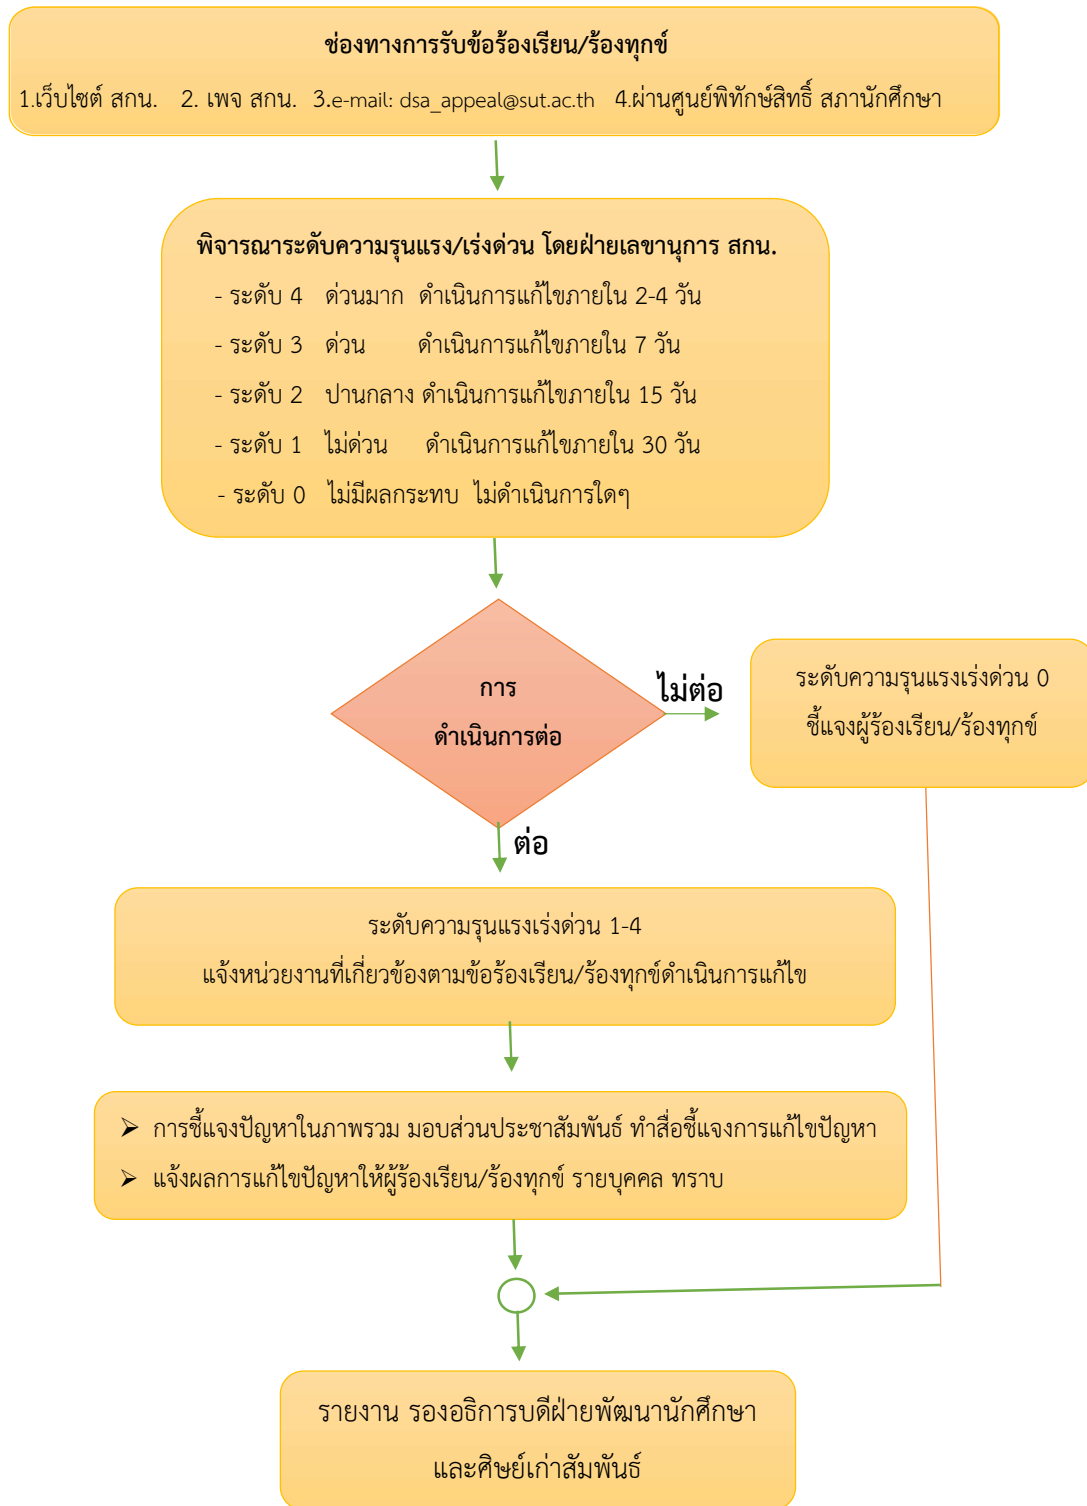 ช่องทางการรับข้อร้องเรียน/ร้องทุกข์
1.เว็บไซต์ สกน. 2. เพจ สกน. 3.e-mail: dsa_appeal@sut.ac.th 4.ผ่านศูนย์พิทักษ์สิทธิ์ สภานักศึกษา
พิจารณาระดับความรุนแรง/เร่งด่วน โดยฝ่ายเลขานุการ สกน.
- ระดับ 4 ด่วนมาก ดำเนินการแก้ไขภายใน 2-4 วัน
- ระดับ 3 ด่วน ดำเนินการแก้ไขภายใน 7 วัน
- ระดับ 2 ปานกลาง ดำเนินการแก้ไขภายใน 15 วัน
- ระดับ 1 ไม่ด่วน ดำเนินการแก้ไขภายใน 30 วัน
- ระดับ 0 ไม่มีผลกระทบ ไม่ดำเนินการใดๆ
การ
ดำเนินการต่อ
ไม่ต่อ
ระดับความรุนแรงเร่งด่วน 0
ชี้แจงผู้ร้องเรียน/ร้องทุกข์
ต่อ
ระดับความรุนแรงเร่งด่วน 1-4
แจ้งหน่วยงานที่เกี่ยวข้องตามข้อร้องเรียน/ร้องทุกข์ดำเนินการแก้ไข
➢ การชี้แจงปัญหาในภาพรวม มอบส่วนประชาสัมพันธ์ ทำสื่อชี้แจงการแก้ไขปัญหา
➢ แจ้งผลการแก้ไขปัญหาให้ผู้ร้องเรียน/ร้องทุกข์ รายบุคคล ทราบ
รายงาน รองอธิการบดีฝ่ายพัฒนานักศึกษา
และศิษย์เก่าสัมพันธ์